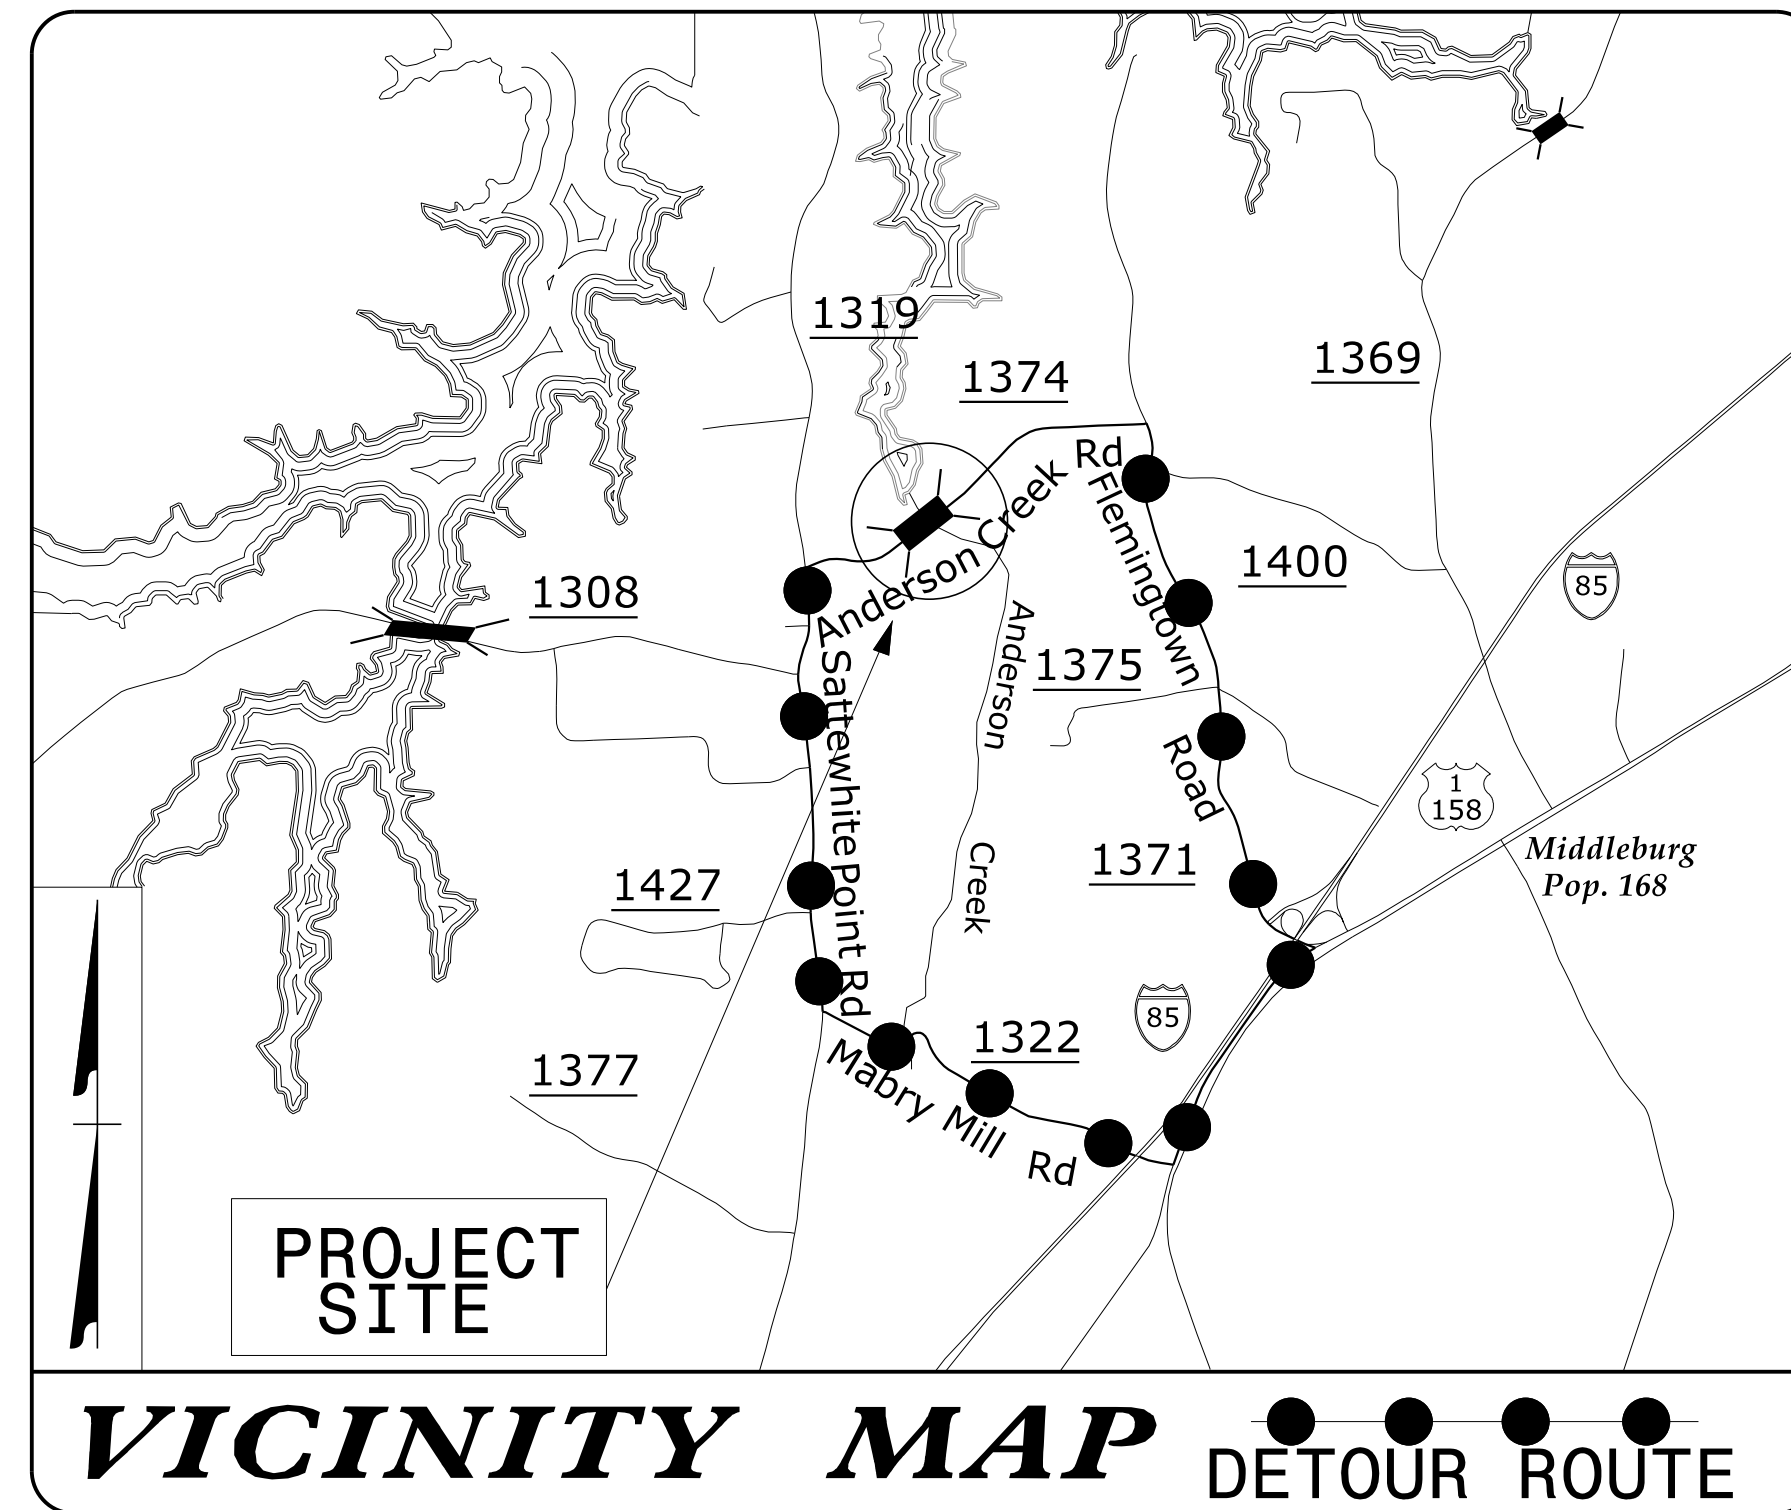 1319
1374
1369
Anderson Creek Rd
Flemingtown Road
1400
85
1308
1375
Anderson Creek
Sattewhite Point Rd
1
158
Middleburg
Pop. 168
1371
1427
85
1322
Mabry Mill Rd
1377
PROJECT
SITE
VICINITY MAP
DETOUR ROUTE